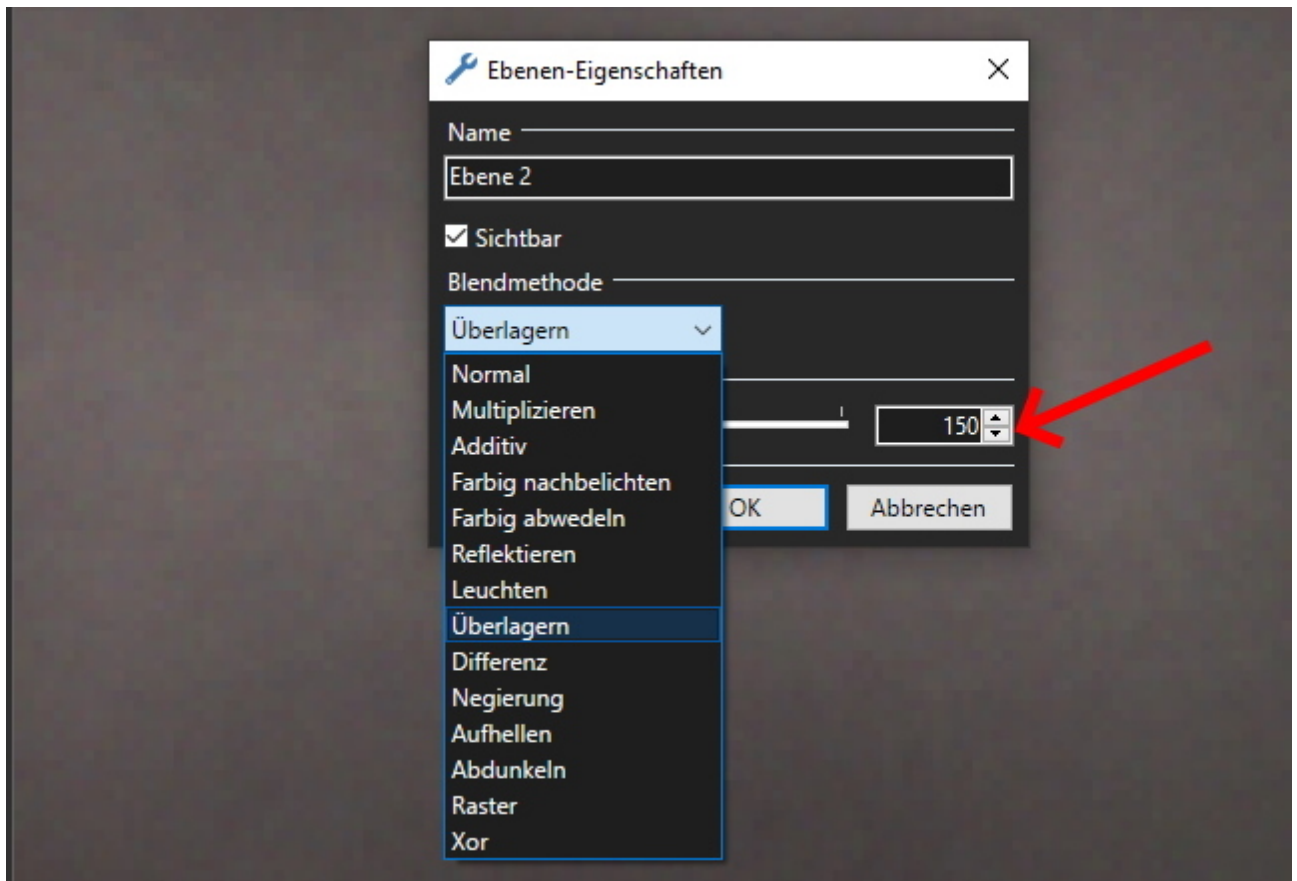 Ebenen-Eigenschaften
Name
Ebene 2
Sichtbar
Blendmethode
Überlagern
Normal
Multiplizieren
Additiv
150
Farbig nachbelichten
Farbig abwedeln
OK
Abbrechen
Reflektieren
Leuchten
Überlagern
Differenz
Negierung
Aufhellen
Abdunkeln
Raster
Xor